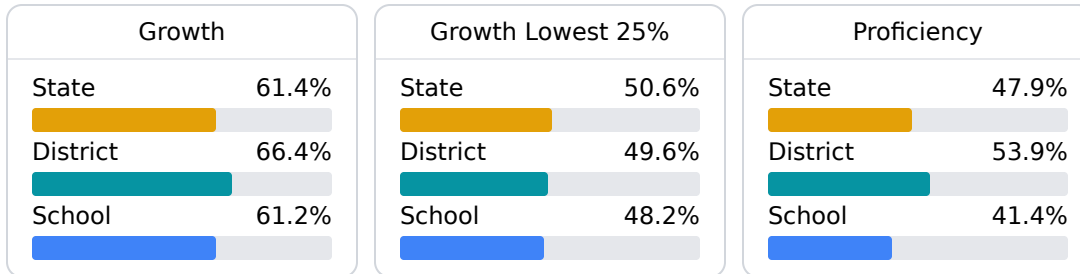 Growth
State 61.4%
District 66.4%
School 61.2%
Growth Lowest 25%
State 50.6%
District 49.6%
School 48.2%
Proficiency
State 47.9%
District 53.9%
School 41.4%